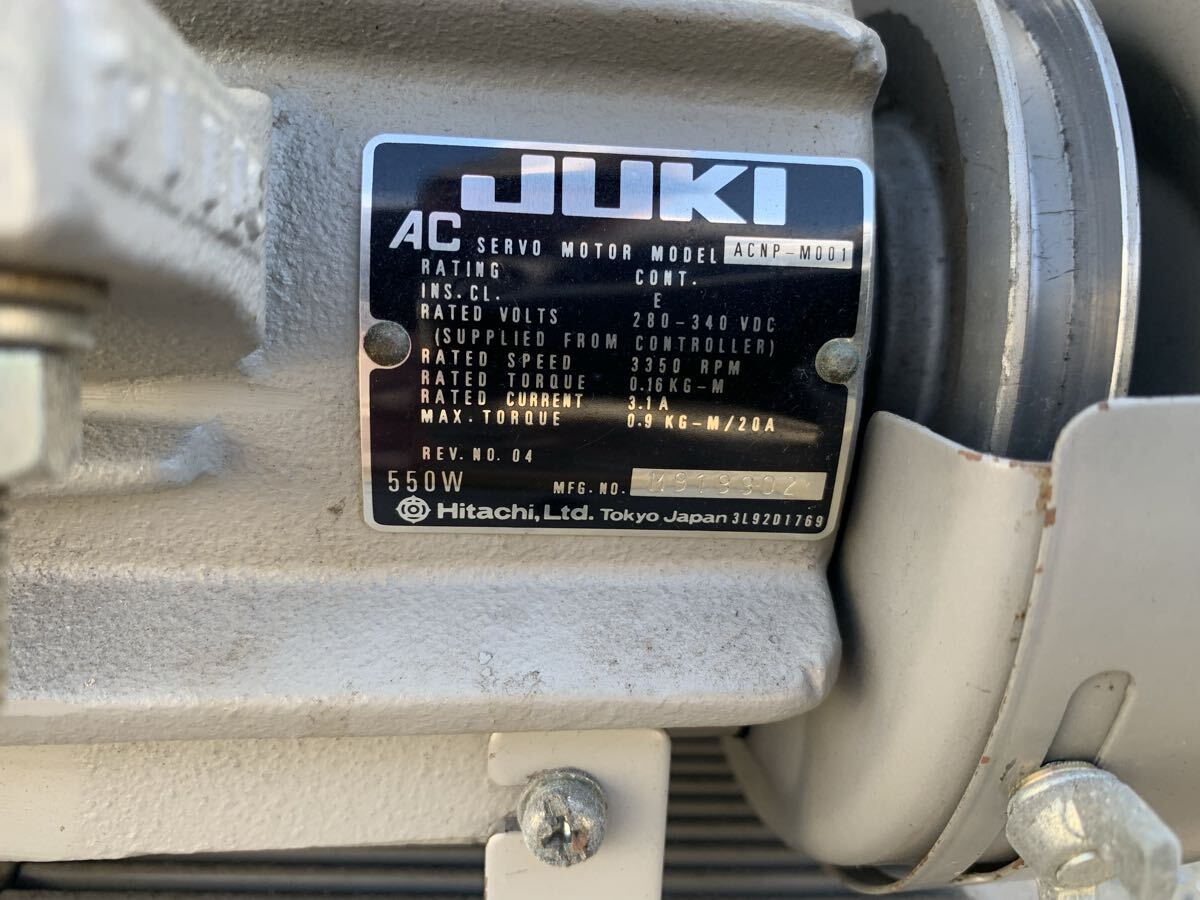 JUKI
AC SERVO MOTOR MODEL ACNP-M001
RATING CONT.
INS.CL. E
RATED VOLTS 280-340 VDC
(SUPPLIED FROM CONTROLLER)
RATED SPEED 3350 RPM
RATED TORQUE 0.16KG-M
RATED CURRENT 3.1A
MAX.TORQUE 0.9 KG-M/20A
REV.NO.04
550W MFG.NO. M919902
Hitachi,Ltd. Tokyo Japan 3L92D1769